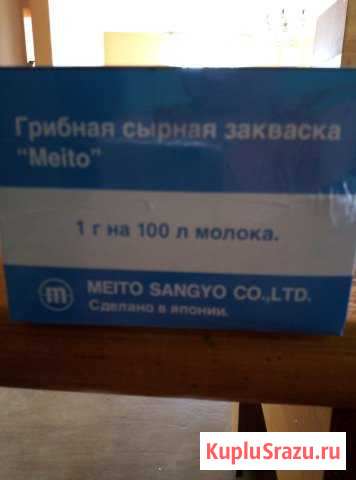 Грибная сырная закваска
"Meito"
1 г на 100 л молока.
m MEITO SANGYO CO.,LTD.
Сделано в японии.
KupluSrazu.ru